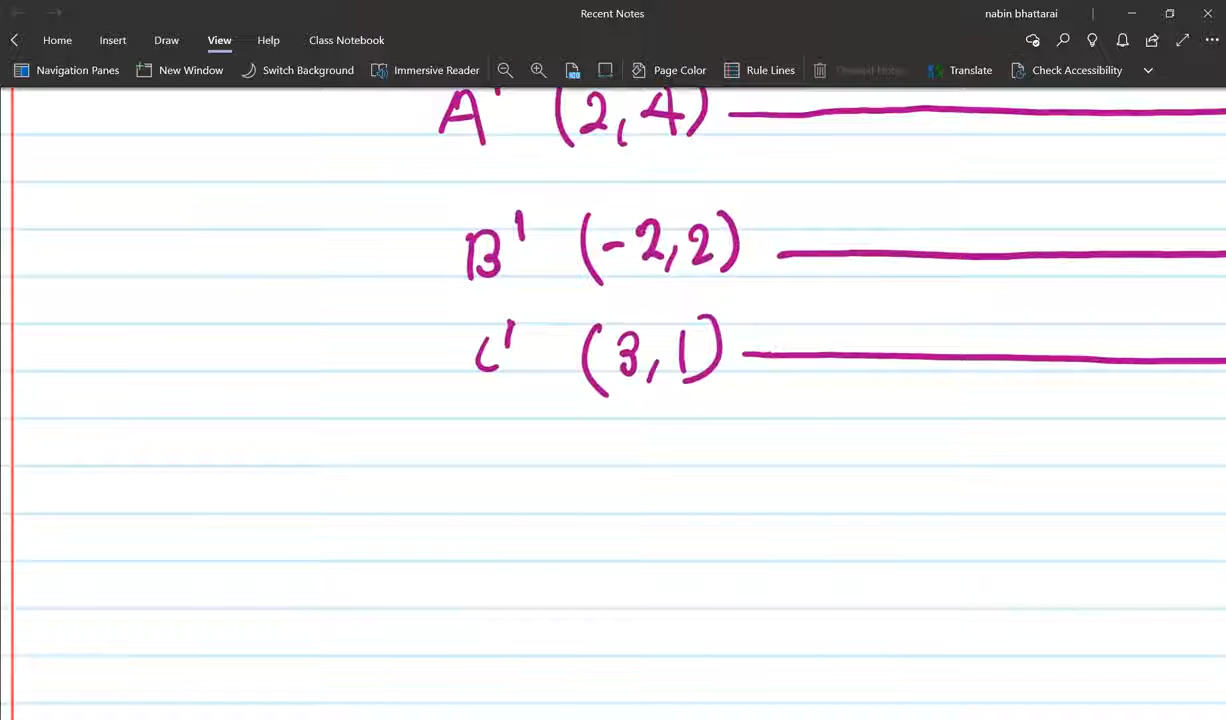 Recent Notes
nabin bhattarai
Home Insert Draw View Help Class Notebook
Navigation Panes New Window Switch Background Immersive Reader 100 Page Color Rule Lines Translate Check Accessibility
A' (2, 4)
B' (-2, 2)
C' (3, 1)